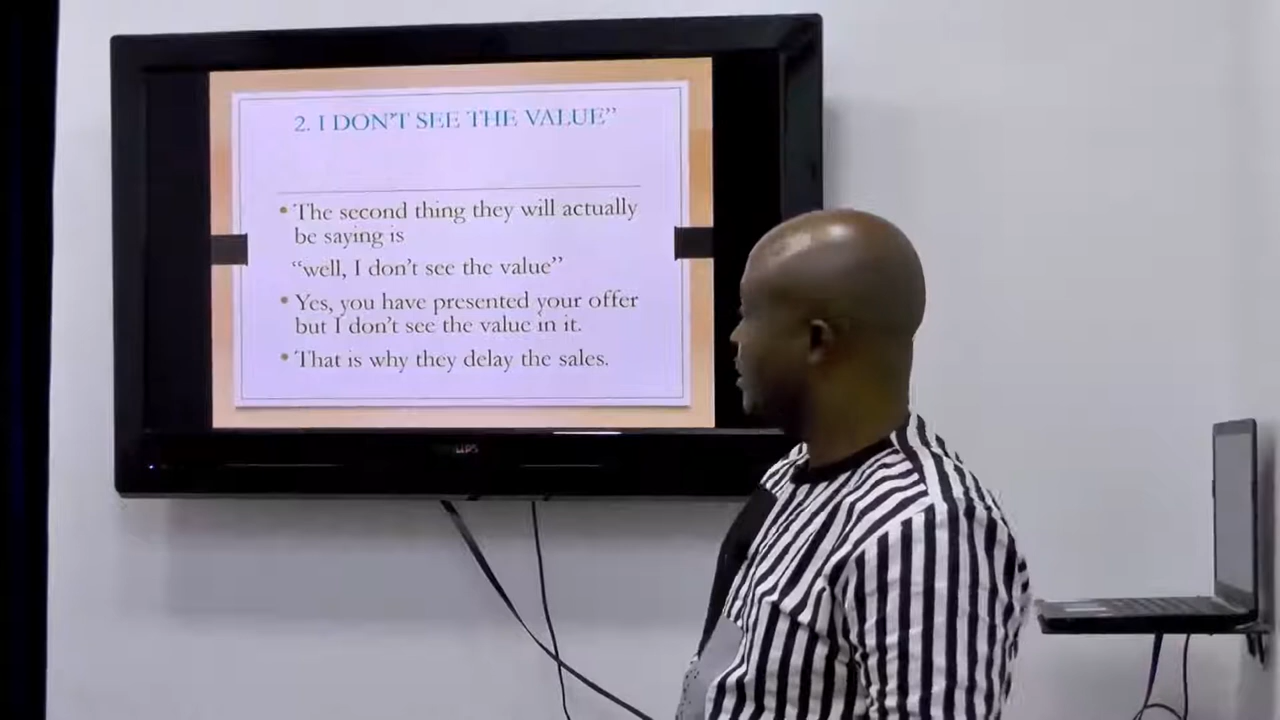 2. I DON'T SEE THE VALUE”
• The second thing they will actually
be saying is
“well, I don't see the value”
• Yes, you have presented your offer
but I don't see the value in it.
• That is why they delay the sales.